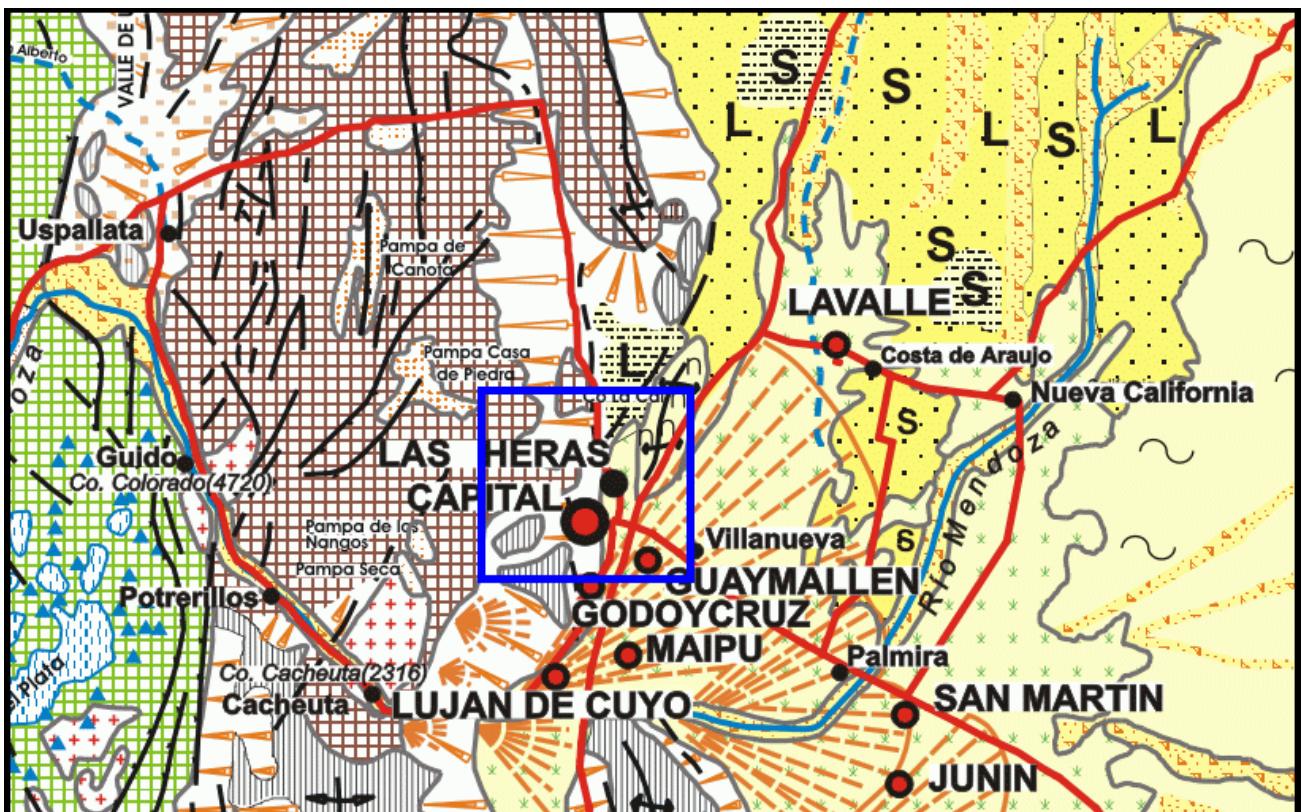 Alberto
VALLE DE
S
L
S
L
S
L
Uspallata
Pampa de
Canota
S
S
LAVALLE
Costa de Araujo
Pampa Casa
de Piedra
L
n
Nueva California
S
n
n
LAS HERAS
Guido
Co. Colorado(4720)
CAPITAL
Pampa de los
Ñangos
Villanueva
S
Río Mendoza
Pampa Seca
GUAYMALLEN
Potrerillos
GODOYCRUZ
MAIPU
Palmira
Co. Cacheuta(2316)
Cacheuta
LUJAN DE CUYO
SAN MARTIN
el Plata
JUNIN